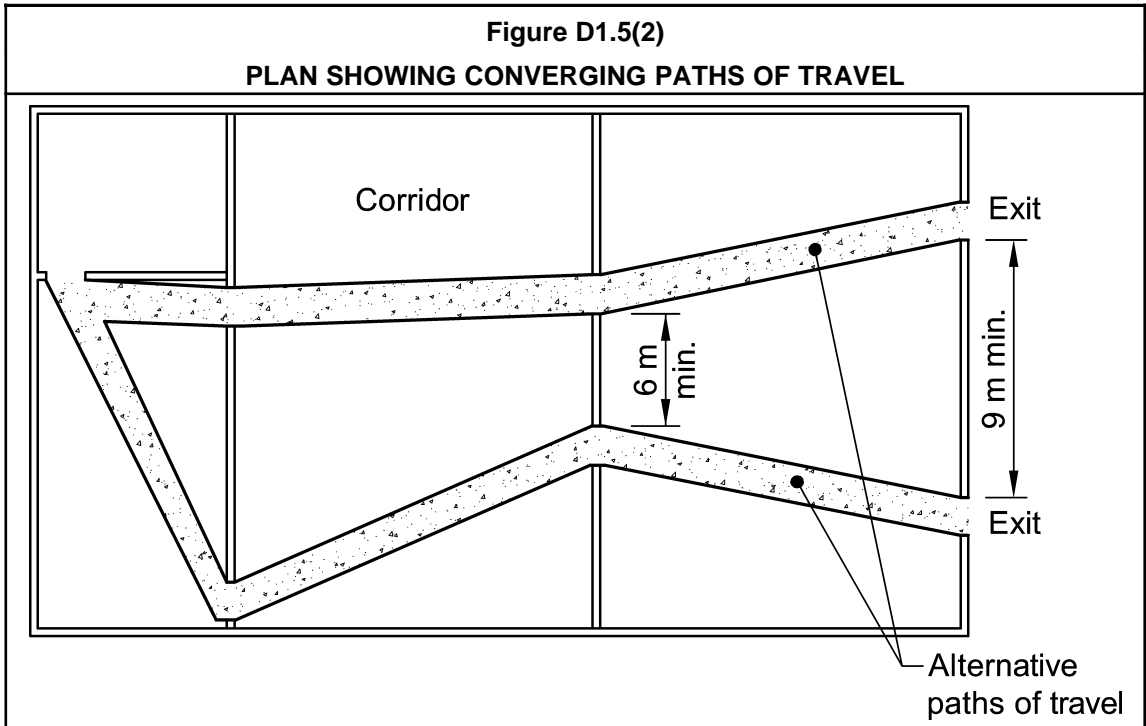 Figure D1.5(2)
PLAN SHOWING CONVERGING PATHS OF TRAVEL
Corridor
Exit
6 m
min.
9 m min.
Exit
Alternative
paths of travel